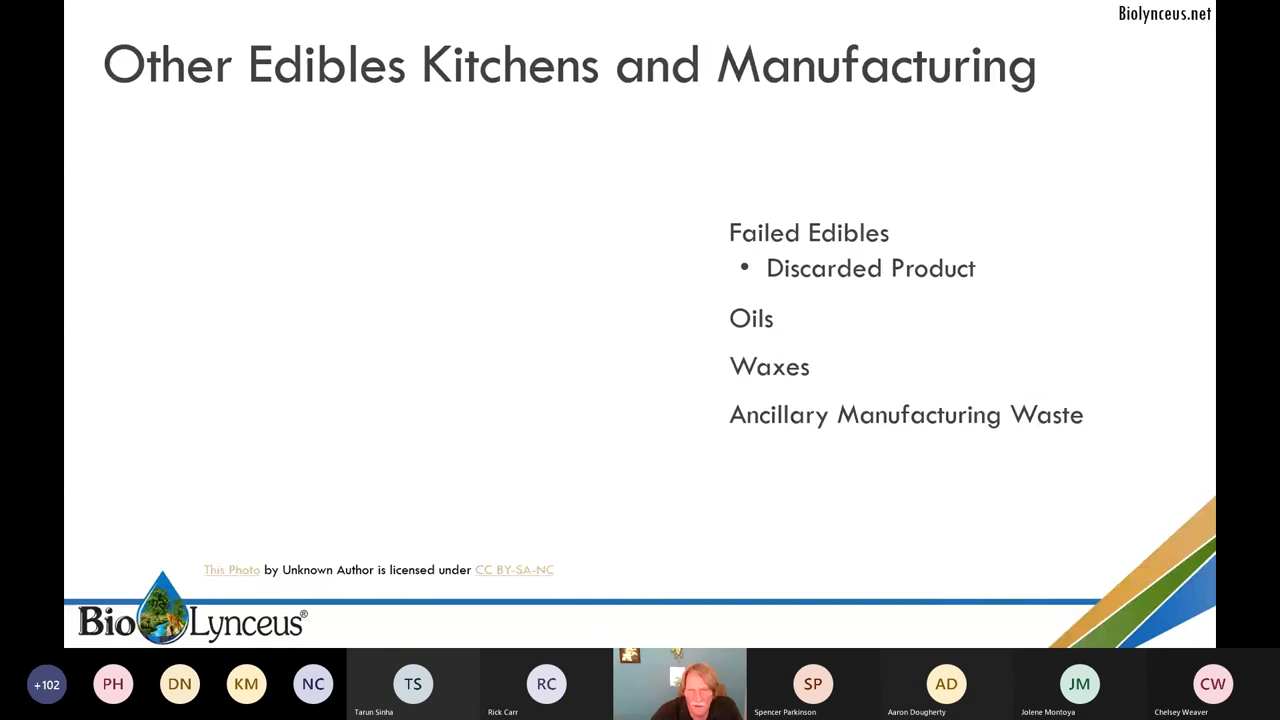 Biolynceus.net
Other Edibles Kitchens and Manufacturing
Failed Edibles
• Discarded Product
Oils
Waxes
Ancillary Manufacturing Waste
This Photo by Unknown Author is licensed under CC BY-SA-NC
Bio Lynceus®
+102
PH
DN
KM
NC
TS
Tarun Sinha
RC
Rick Carr
SP
Spencer Parkinson
AD
Aaron Dougherty
JM
Jolene Montoya
CW
Chelsey Weaver